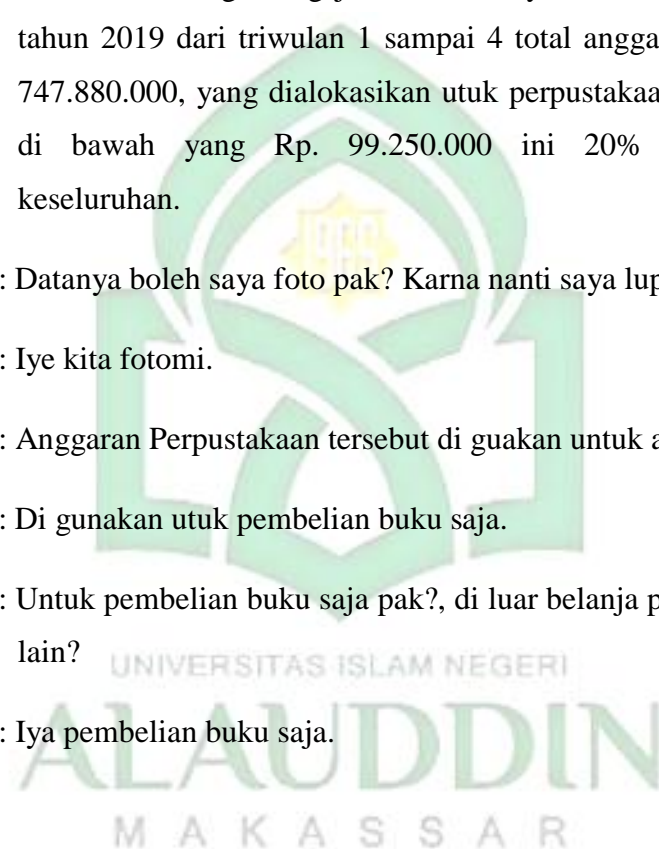 tahun 2019 dari triwulan 1 sampai 4 total angga
747.880.000, yang dialokasikan utuk perpustakaa
di bawah yang Rp. 99.250.000 ini 20%
keseluruhan.
: Datanya boleh saya foto pak? Karna nanti saya lup
: Iye kita fotomi.
: Anggaran Perpustakaan tersebut di guakan untuk a
: Di gunakan utuk pembelian buku saja.
: Untuk pembelian buku saja pak?, di luar belanja p
lain?
UNIVERSITAS ISLAM NEGERI
: Iya pembelian buku saja.
ALAUDDIN
MAKASSAR